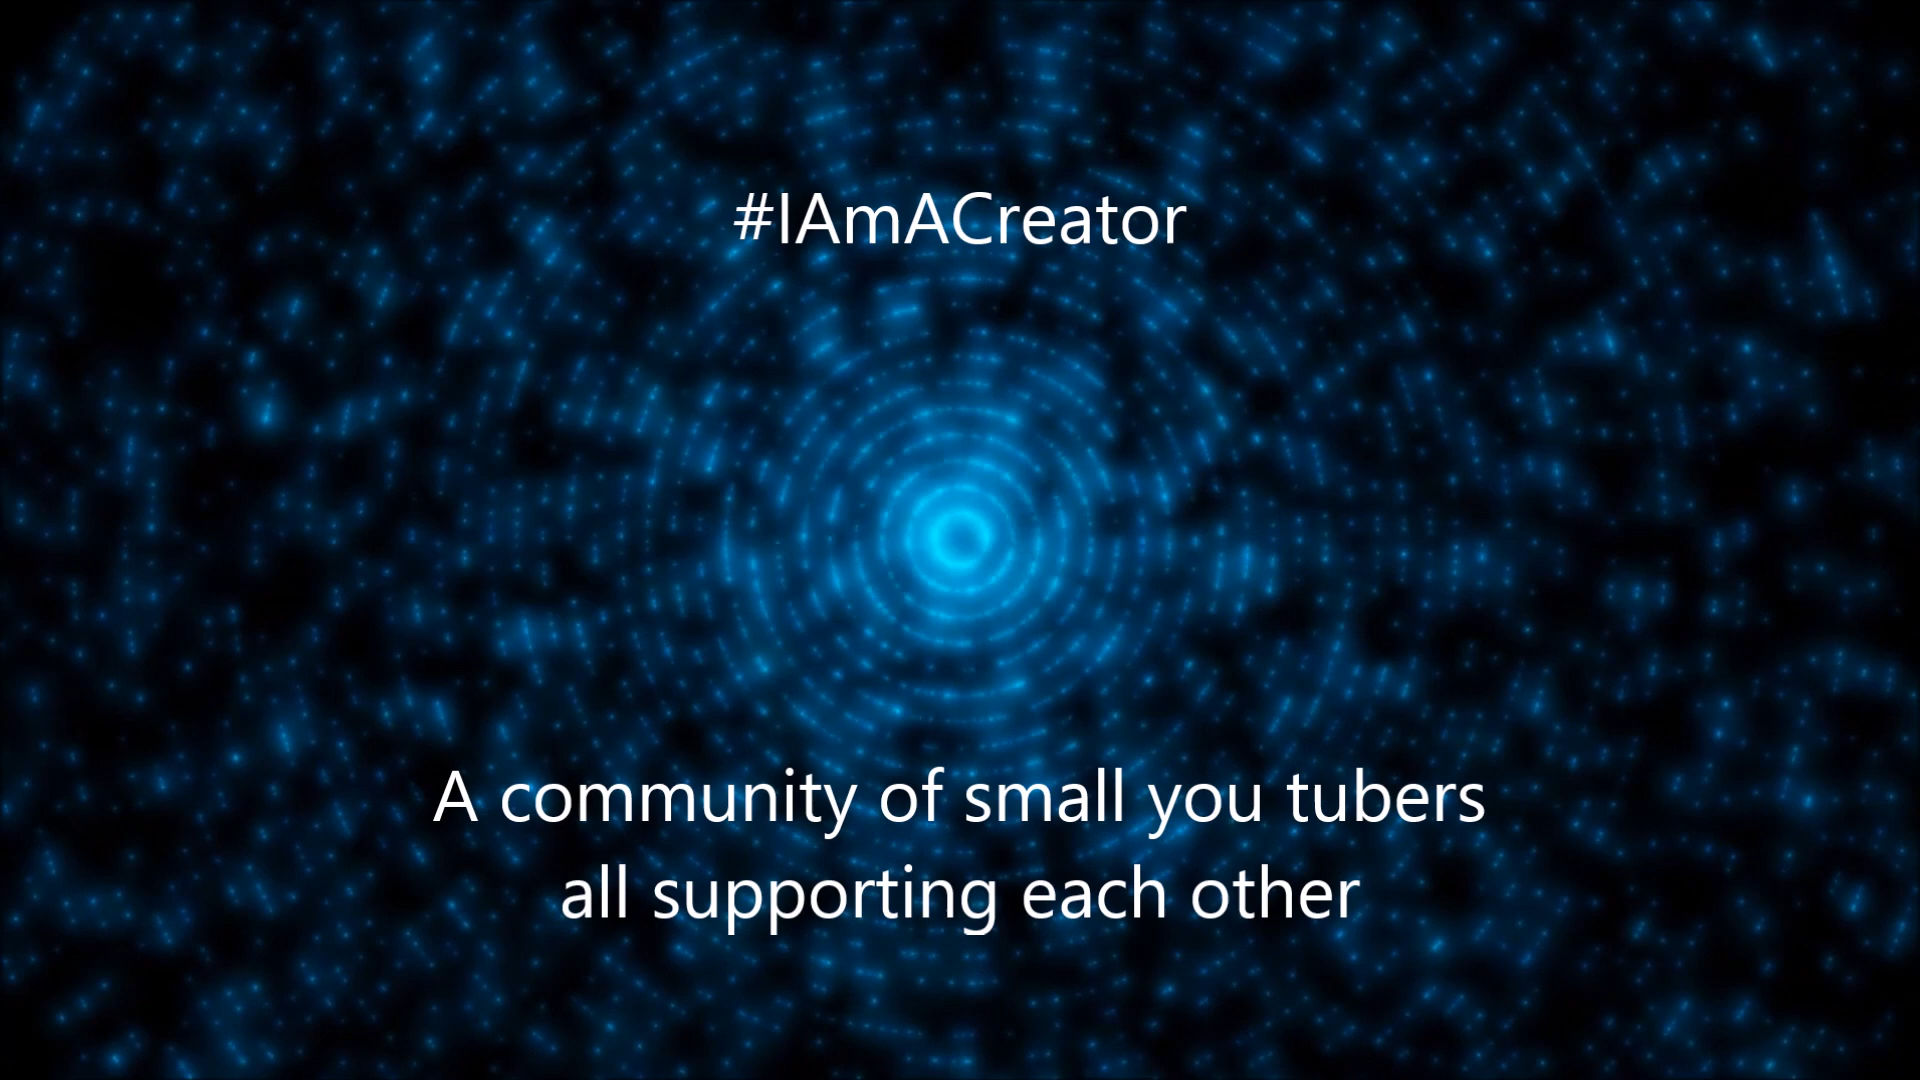 #IAmACreator
A community of small you tubers
all supporting each other